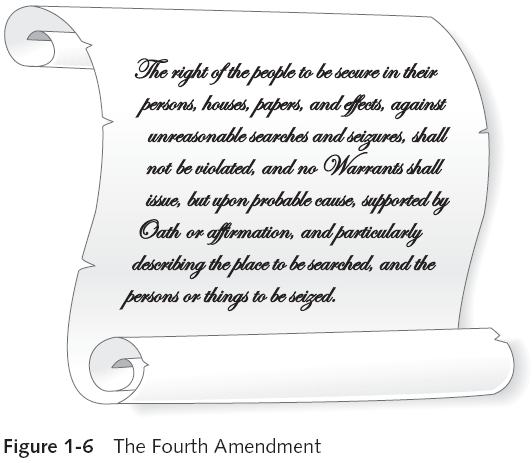 The right of the people to be secure in their
persons, houses, papers, and effects, against
unreasonable searches and seizures, shall
not be violated, and no Warrants shall
issue, but upon probable cause, supported by
Oath or affirmation, and particularly
describing the place to be searched, and the
persons or things to be seized.
Figure 1-6 The Fourth Amendment